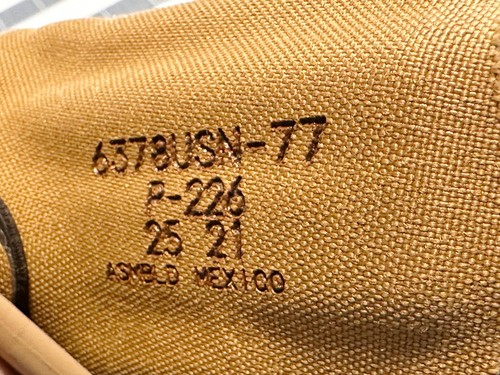 6378USN-77
P-226
25 21
ASMBLD MEXICO